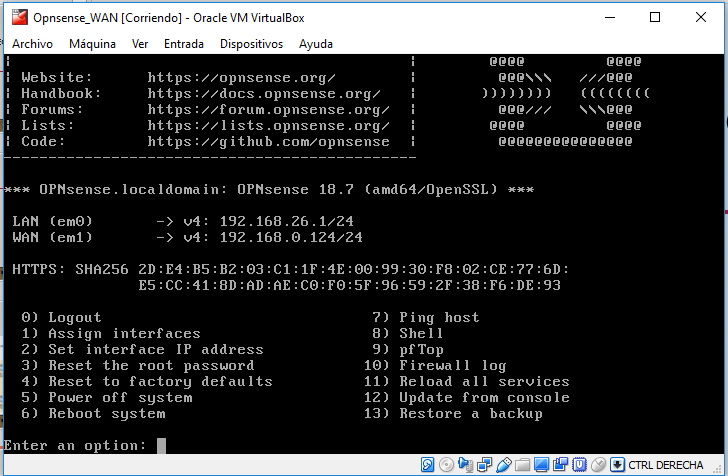 Opnsense_WAN [Corriendo] - Oracle VM VirtualBox
Archivo Máquina Ver Entrada Dispositivos Ayuda
| | @@@@ @@@@
| Website: https://opnsense.org/ | @@@\\\ ///@@@
| Handbook: https://docs.opnsense.org/ | )))))))) ((((((((
| Forums: https://forum.opnsense.org/ | @@@/// \\\@@@
| Lists: https://lists.opnsense.org/ | @@@@ @@@@
| Code: https://github.com/opnsense | @@@@@@@@@@@@@@@
----------------------------------------------
*** OPNsense.localdomain: OPNsense 18.7 (amd64/OpenSSL) ***
LAN (em0) -> v4: 192.168.26.1/24
WAN (em1) -> v4: 192.168.0.124/24
HTTPS: SHA256 2D:E4:B5:B2:03:C1:1F:4E:00:99:30:F8:02:CE:77:6D:
E5:CC:41:8D:AD:AE:C0:F0:5F:96:59:2F:38:F6:DE:93
0) Logout 7) Ping host
1) Assign interfaces 8) Shell
2) Set interface IP address 9) pfTop
3) Reset the root password 10) Firewall log
4) Reset to factory defaults 11) Reload all services
5) Power off system 12) Update from console
6) Reboot system 13) Restore a backup
Enter an option:
CTRL DERECHA